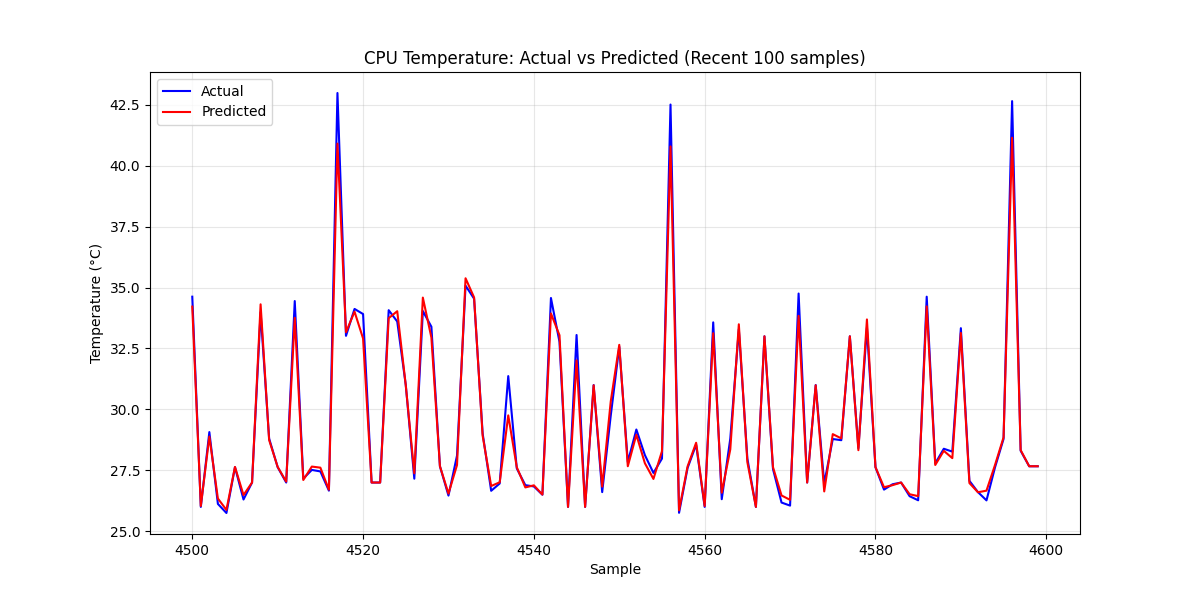 CPU Temperature: Actual vs Predicted (Recent 100 samples)
Actual
Predicted
42.5
40.0
37.5
35.0
32.5
30.0
27.5
25.0
Temperature (°C)
4500 4520 4540 4560 4580 4600
Sample